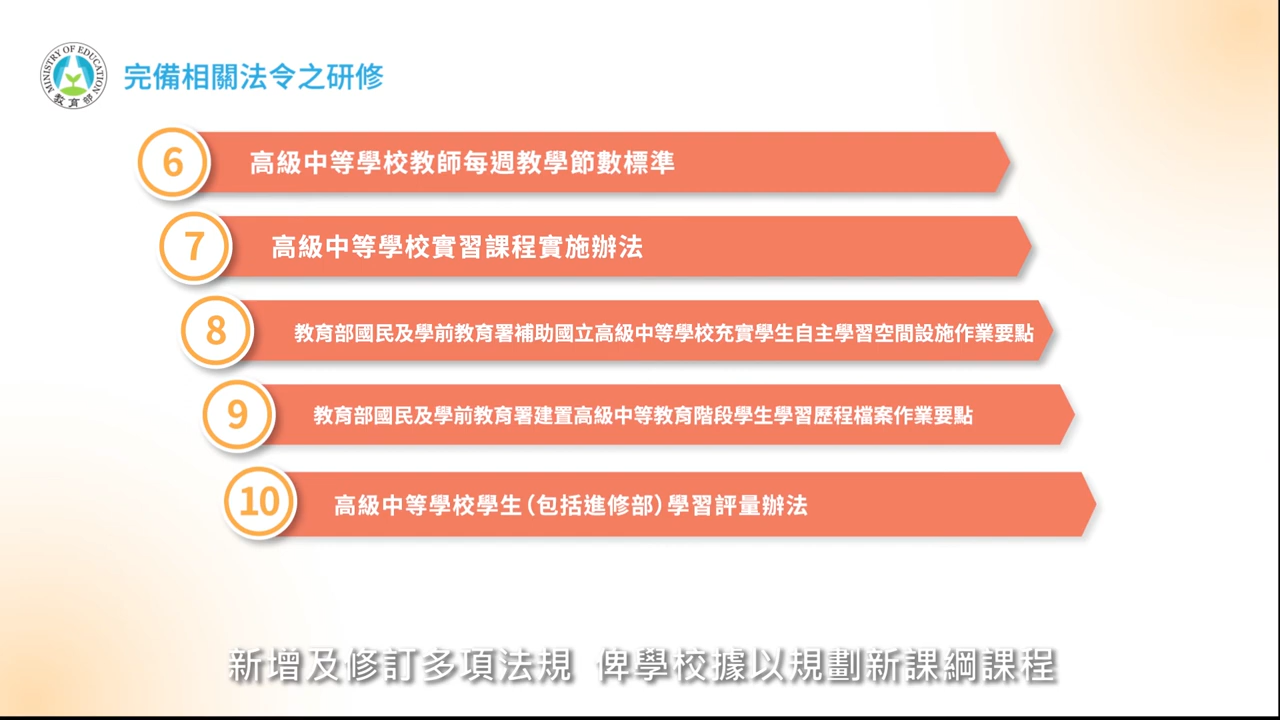 MINISTRY OF EDUCATION
教育部
完備相關法令之研修
6 高級中等學校教師每週教學節數標準
7 高級中等學校實習課程實施辦法
8 教育部國民及學前教育署補助國立高級中等學校充實學生自主學習空間設施作業要點
9 教育部國民及學前教育署建置高級中等教育階段學生學習歷程檔案作業要點
10 高級中等學校學生(包括進修部)學習評量辦法
新增及修訂多項法規 俾學校據以規劃新課綱課程